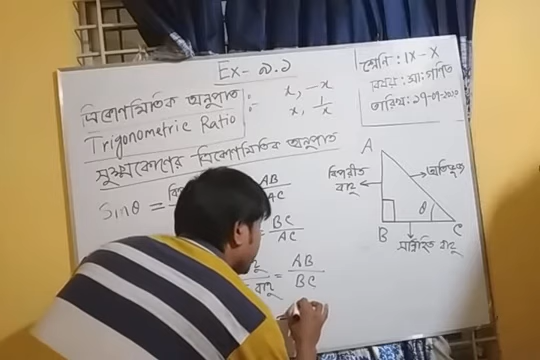 Ex- ৯.১
শ্রেনি: IX - X
বিষয়: সা: গণিত
ত্রিকোণমিতিক অনুপাত :-
x, -x
x, 1/x
Trigonometric Ratio
সূক্ষ্মকোণের ত্রিকোণমিতিক অনুপাত
Sinθ = AB/AC
= BC/AC
বাহু = AB/BC
A
বিপরীত
বাহু
অতিভুজ
θ
B
C
সন্নিহিত বাহু